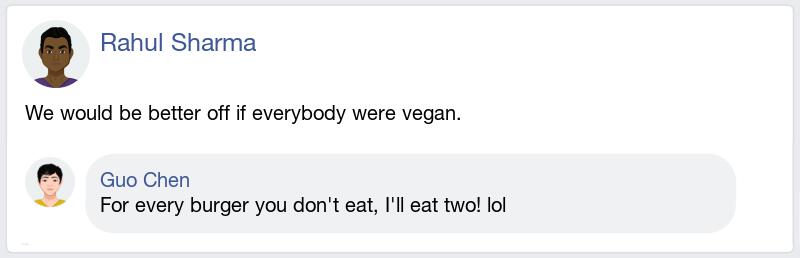 Rahul Sharma
We would be better off if everybody were vegan.
Guo Chen
For every burger you don't eat, I'll eat two! lol